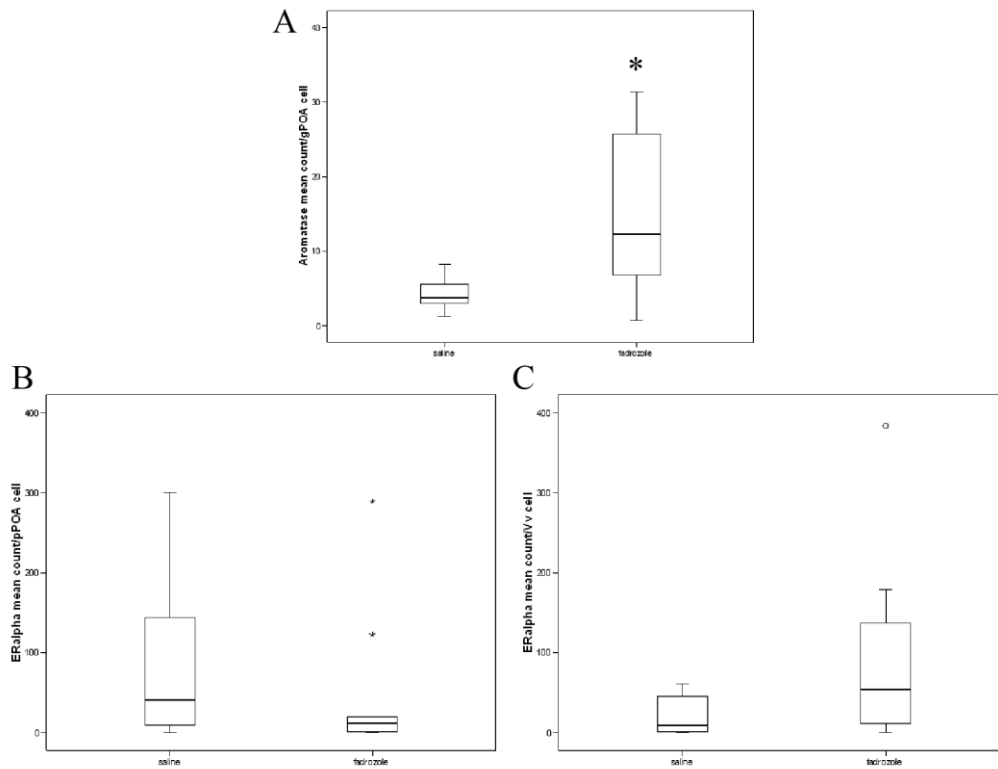 A
Aromatase mean count/gPOA cell
40
30
20
10
0
*
saline
fadrozole
B
ERalpha mean count/pPOA cell
400
300
200
100
0
*
*
saline
fadrozole
C
ERalpha mean count/Vv cell
400
300
200
100
0
saline
fadrozole